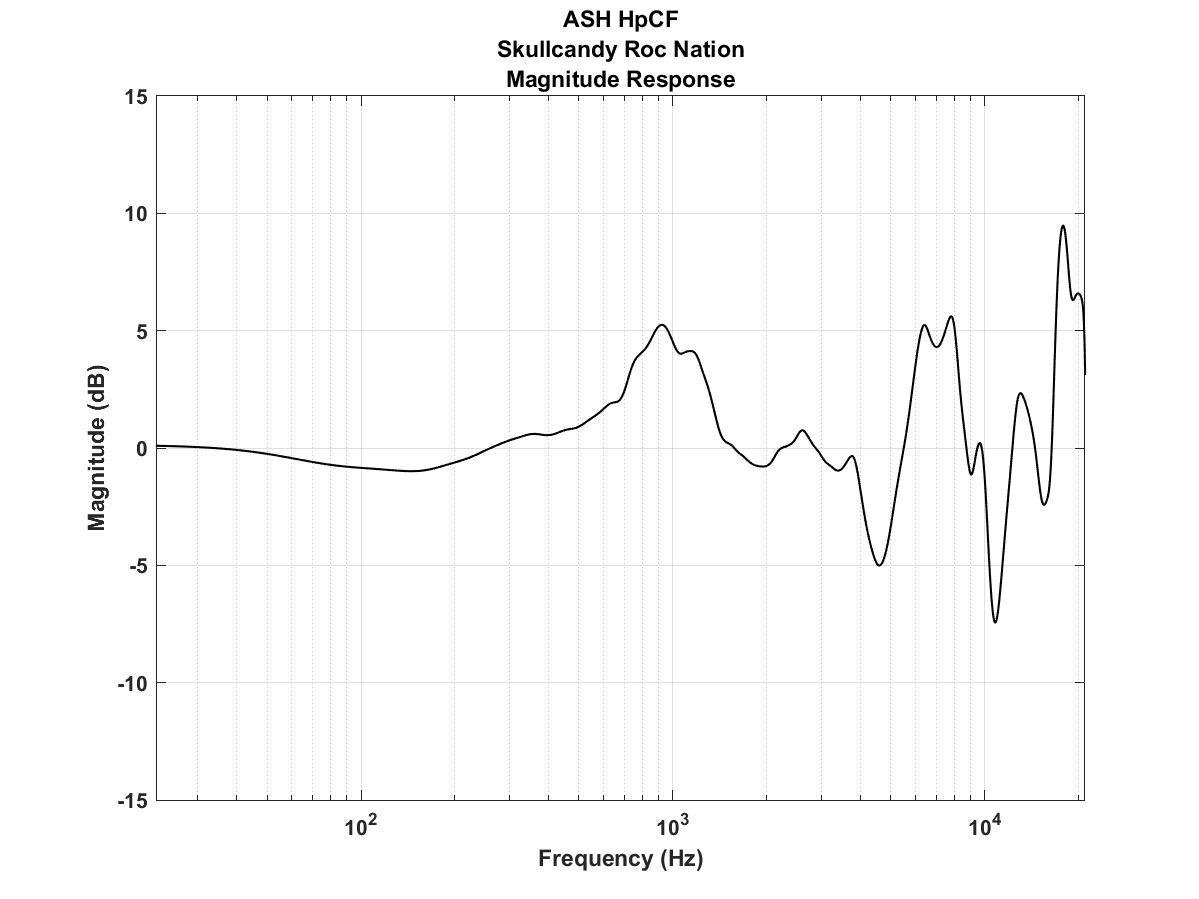 ASH HpCF
Skullcandy Roc Nation
Magnitude Response
15
10
5
0
-5
-10
-15
Magnitude (dB)
10²
10³
10⁴
Frequency (Hz)